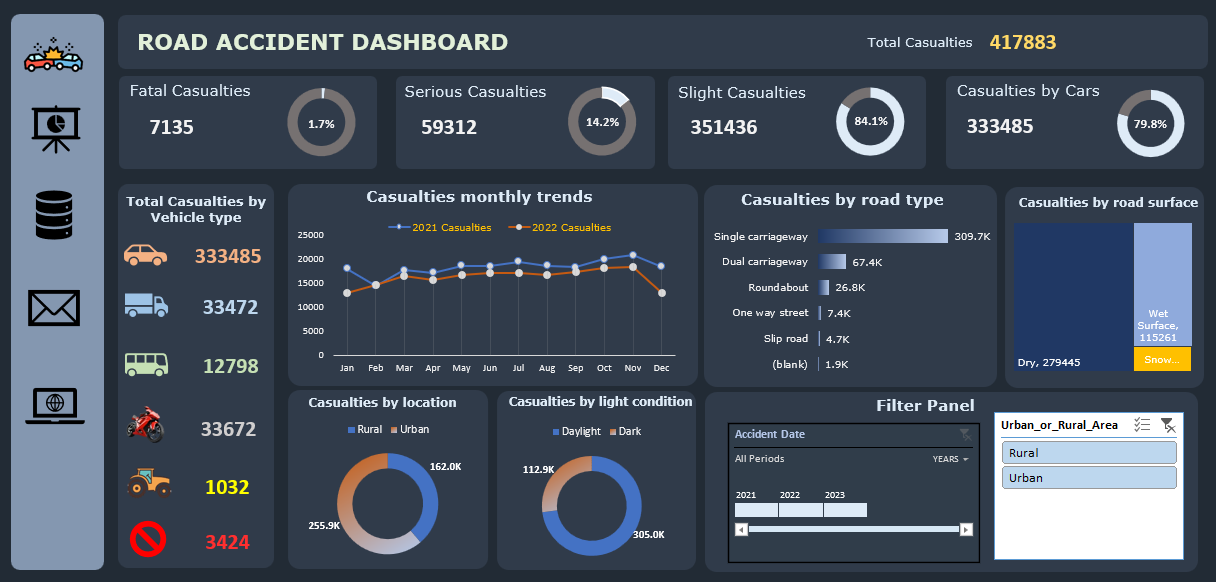 ROAD ACCIDENT DASHBOARD
Total Casualties 417883
Fatal Casualties
7135
1.7%
Serious Casualties
59312
14.2%
Slight Casualties
351436
84.1%
Casualties by Cars
333485
79.8%
Total Casualties by
Vehicle type
333485
33472
12798
33672
1032
3424
Casualties monthly trends
2021 Casualties 2022 Casualties
25000
20000
15000
10000
5000
0
Jan Feb Mar Apr May Jun Jul Aug Sep Oct Nov Dec
Casualties by road type
Single carriageway 309.7K
Dual carriageway 67.4K
Roundabout 26.8K
One way street 7.4K
Slip road 4.7K
(blank) 1.9K
Casualties by road surface
Wet
Surface,
115261
Dry, 279445
Snow...
Casualties by location
Rural Urban
162.0K
255.9K
Casualties by light condition
Daylight Dark
112.9K
305.0K
Filter Panel
Accident Date
All Periods YEARS
2021 2022 2023
Urban_or_Rural_Area
Rural
Urban